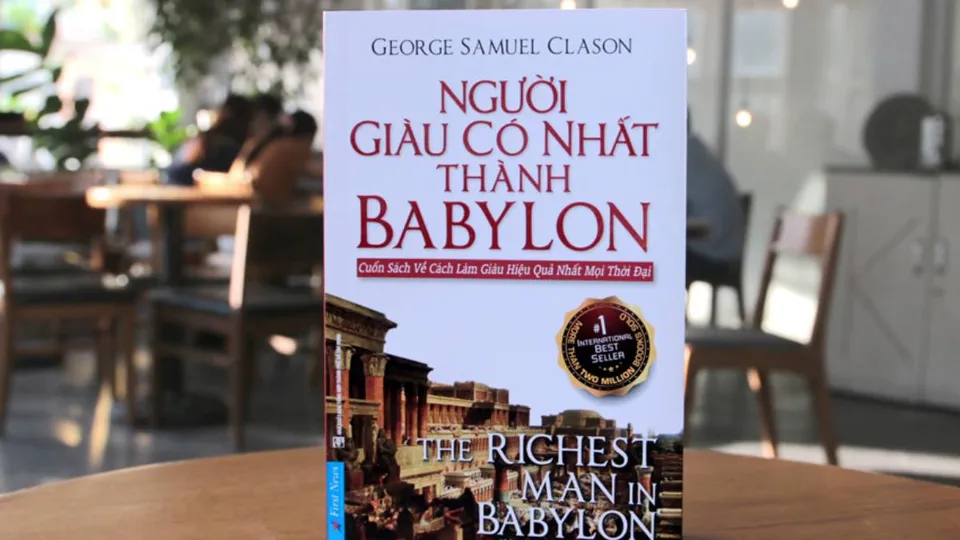 GEORGE SAMUEL CLASON
NGƯỜI
GIÀU CÓ NHẤT
THÀNH
BABYLON
Cuốn Sách Về Cách Làm Giàu Hiệu Quả Nhất Mọi Thời Đại
#1
INTERNATIONAL
BEST
SELLER
MORE THAN TWO MILLION BOOKS SOLD
THE RICHEST
MAN IN
BABYLON
First News